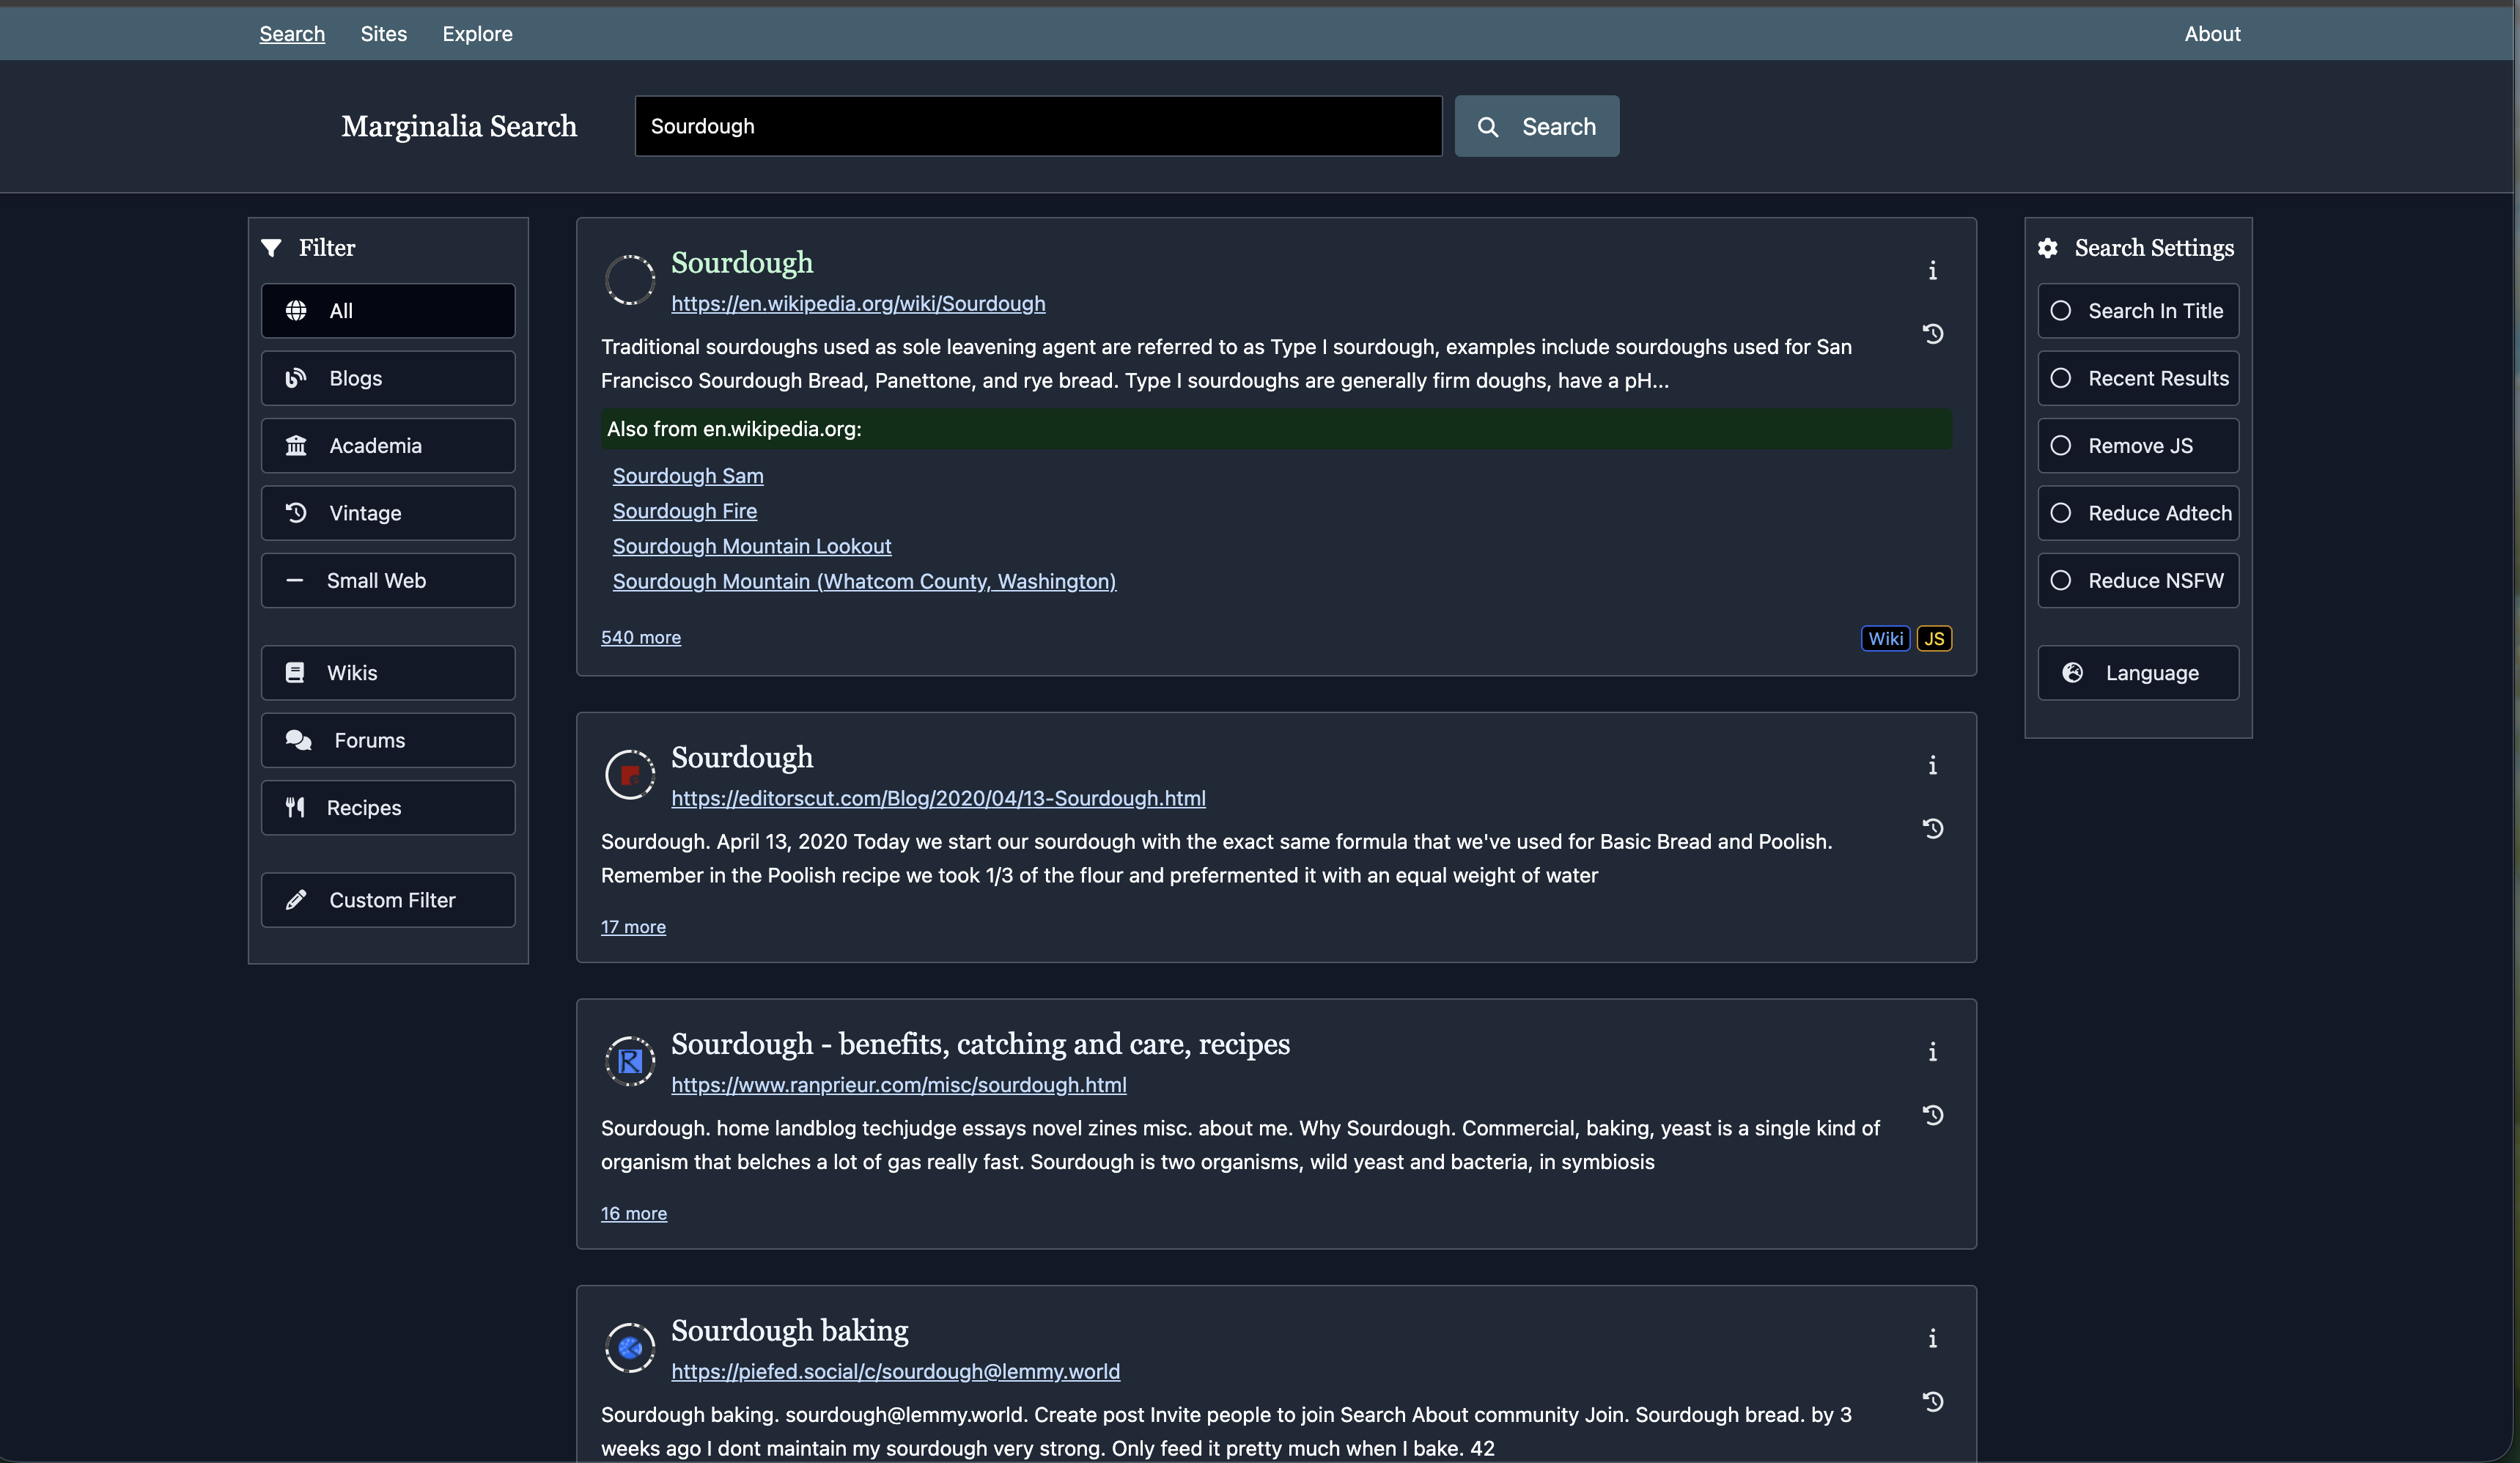 Search Sites Explore About
Marginalia Search
Sourdough
Search
Filter
All
Blogs
Academia
Vintage
Small Web
Wikis
Forums
Recipes
Custom Filter
Sourdough
https://en.wikipedia.org/wiki/Sourdough
Traditional sourdoughs used as sole leavening agent are referred to as Type I sourdough, examples include sourdoughs used for San
Francisco Sourdough Bread, Panettone, and rye bread. Type I sourdoughs are generally firm doughs, have a pH...
Also from en.wikipedia.org:
Sourdough Sam
Sourdough Fire
Sourdough Mountain Lookout
Sourdough Mountain (Whatcom County, Washington)
540 more
Wiki JS
Sourdough
https://editorscut.com/Blog/2020/04/13-Sourdough.html
Sourdough. April 13, 2020 Today we start our sourdough with the exact same formula that we've used for Basic Bread and Poolish.
Remember in the Poolish recipe we took 1/3 of the flour and prefermented it with an equal weight of water
17 more
R
Sourdough - benefits, catching and care, recipes
https://www.ranprieur.com/misc/sourdough.html
Sourdough. home landblog techjudge essays novel zines misc. about me. Why Sourdough. Commercial, baking, yeast is a single kind of
organism that belches a lot of gas really fast. Sourdough is two organisms, wild yeast and bacteria, in symbiosis
16 more
Sourdough baking
https://piefed.social/c/sourdough@lemmy.world
Sourdough baking. sourdough@lemmy.world. Create post Invite people to join Search About community Join. Sourdough bread. by 3
weeks ago I dont maintain my sourdough very strong. Only feed it pretty much when I bake. 42
Search Settings
Search In Title
Recent Results
Remove JS
Reduce Adtech
Reduce NSFW
Language